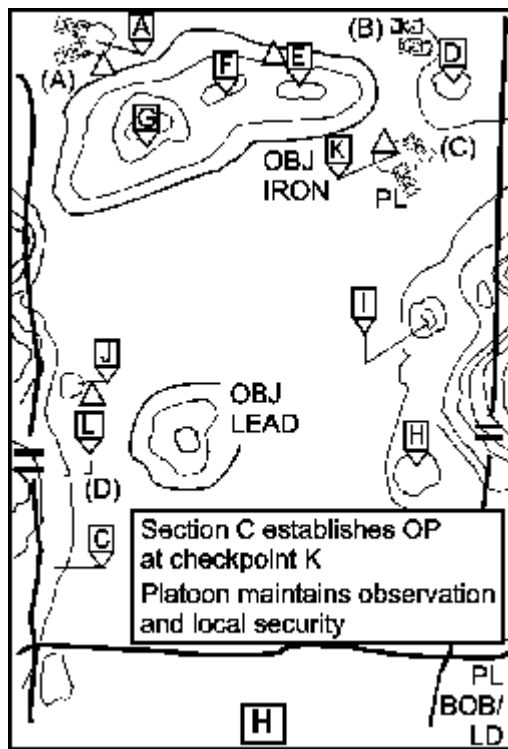 A
(B)
D
(A)
F
E
G
K
(C)
OBJ
IRON
PL
I
J
OBJ
LEAD
L
H
(D)
C
Section C establishes OP
at checkpoint K
Platoon maintains observation
and local security
PL
BOB/
LD
H